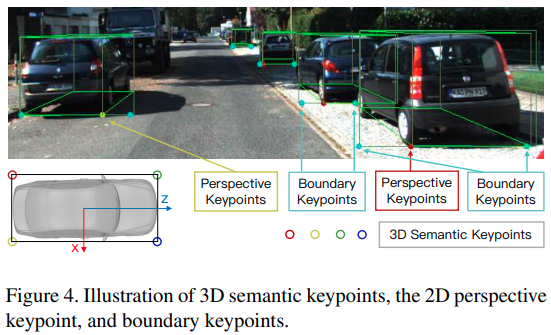 Perspective Keypoints
Boundary Keypoints
Perspective Keypoints
Boundary Keypoints
Z
X
3D Semantic Keypoints
Figure 4. Illustration of 3D semantic keypoints, the 2D perspective
keypoint, and boundary keypoints.